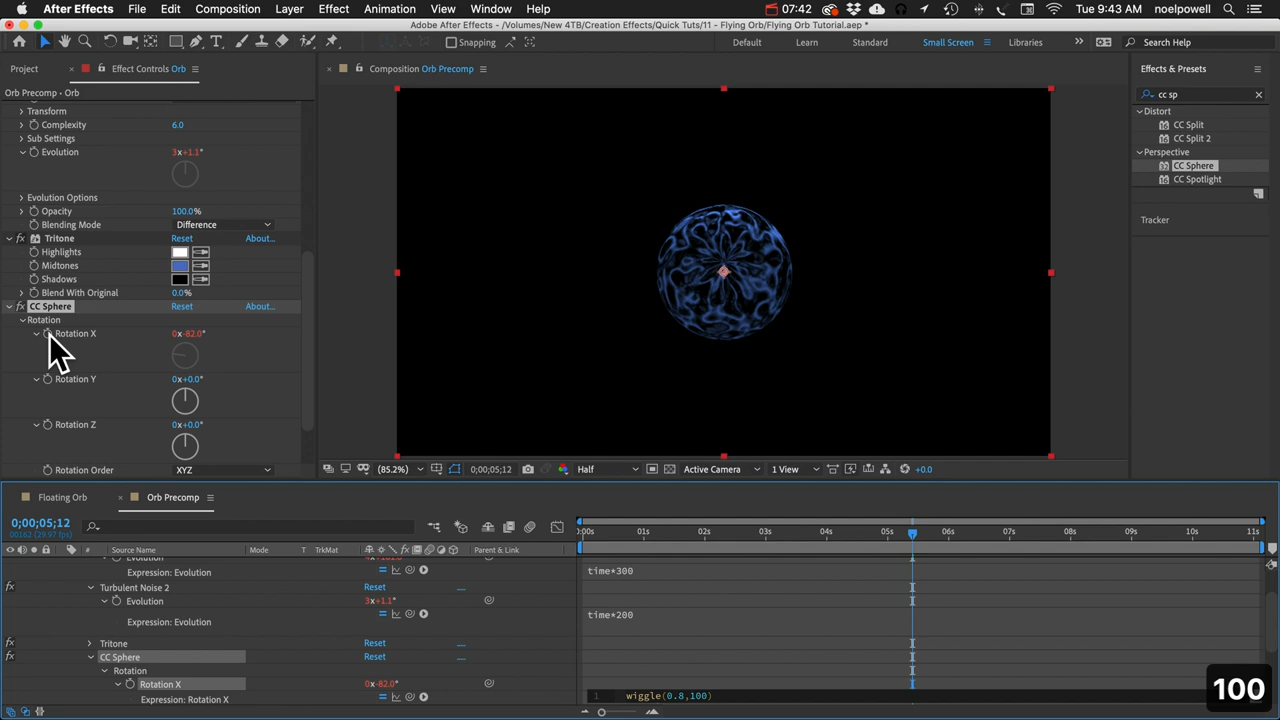 After Effects File Edit Composition Layer Effect Animation View Window Help 07:42 Tue 9:43 AM noelpowell
Adobe After Effects - /Volumes/New 4TB/Creation Effects/Quick Tuts/11 - Flying Orb/Flying Orb Tutorial.aep *
Snapping Default Learn Standard Small Screen Libraries Search Help
Project Effect Controls Orb Composition Orb Precomp Effects & Presets
Orb Precomp • Orb
cc sp
Transform
Distort
Complexity 6.0
CC Split
Sub Settings
CC Split 2
Evolution 3x+1.1°
Perspective
CC Sphere
CC Spotlight
Evolution Options
Opacity 100.0%
Tracker
Blending Mode Difference
Tritone Reset About...
Highlights
Midtones
Shadows
Blend With Original 0.0%
CC Sphere Reset About...
Rotation
Rotation X 0x-82.0°
Rotation Y 0x+0.0°
Rotation Z 0x+0.0°
Rotation Order XYZ
(85.2%) 0;00;05;12 Half Active Camera 1 View +0.0
Floating Orb Orb Precomp
0;00;05;12
00162 (29.97 fps)
:00s 01s 02s 03s 04s 05s 06s 07s 08s 09s 10s 11s
# Source Name Mode T TrkMat Parent & Link
Expression: Evolution time*300
Turbulent Noise 2 Reset
Evolution 3x+1.1°
Expression: Evolution time*200
Tritone Reset
CC Sphere Reset
Rotation
Rotation X 0x-82.0°
Expression: Rotation X 1 wiggle(0.8,100)
100